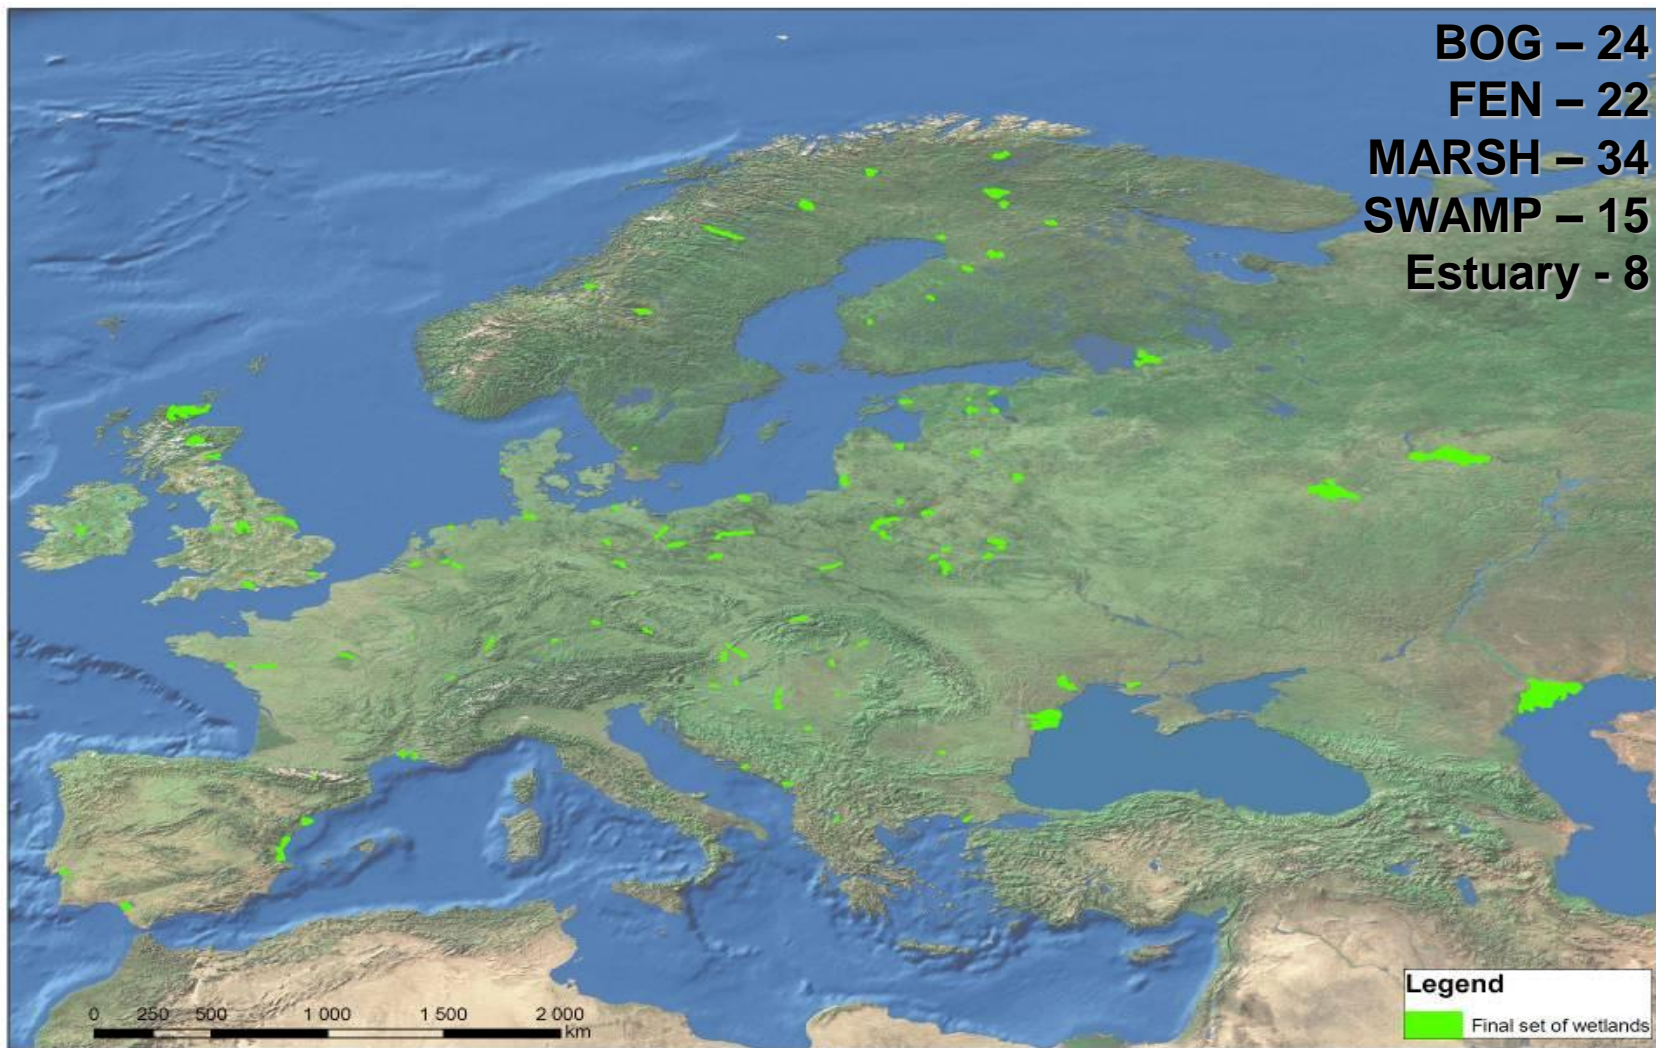 BOG – 24
FEN – 22
MARSH – 34
SWAMP – 15
Estuary - 8
Legend
Final set of wetlands
0 250 500 1 000 1 500 2 000
km